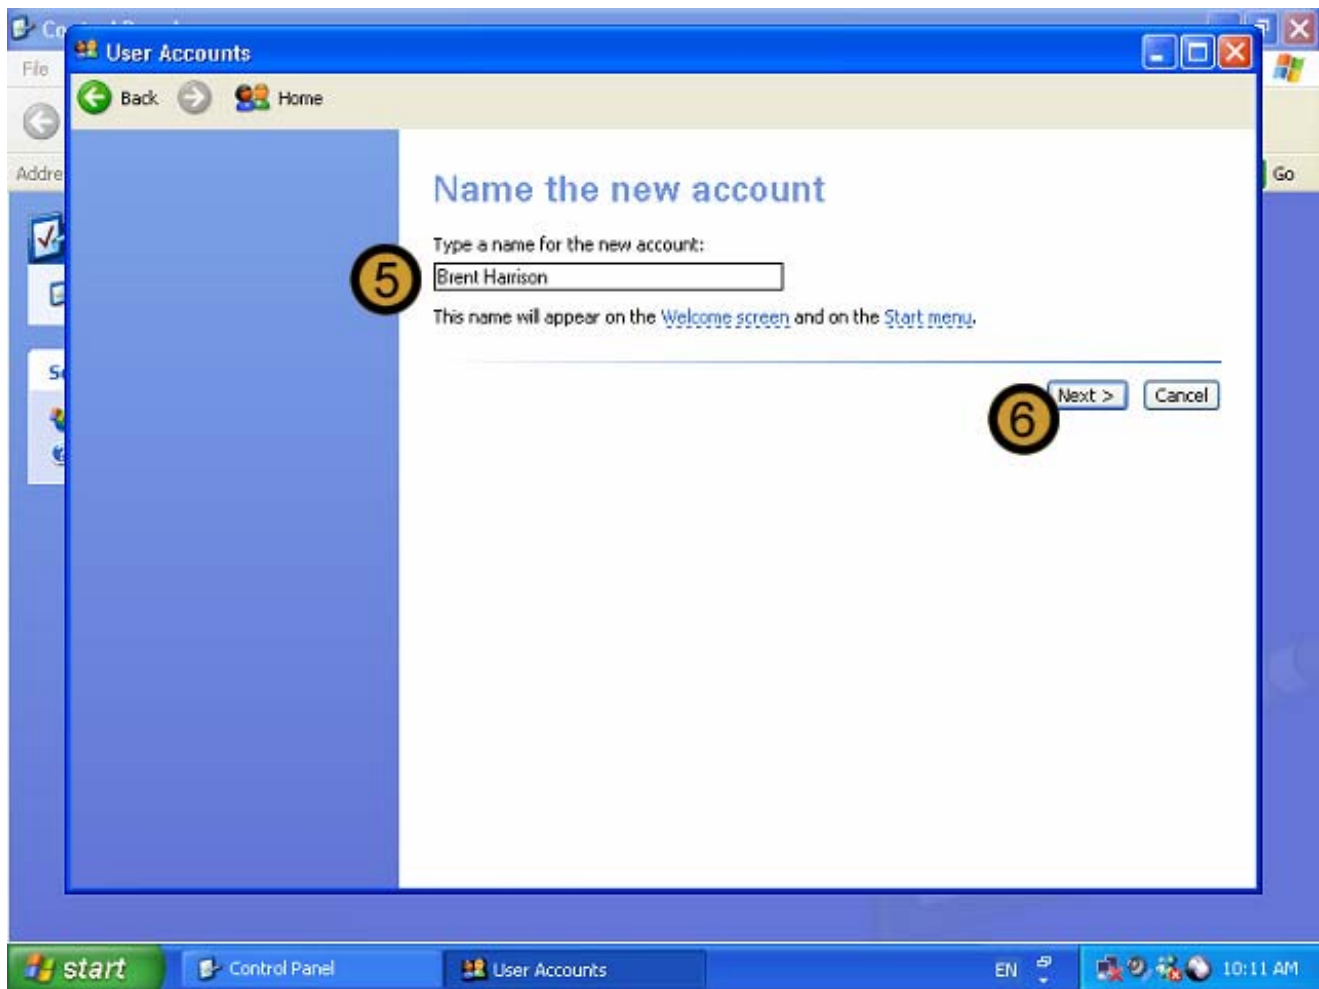 User Accounts
File
Back
Home
Addre
Go
Name the new account
Type a name for the new account:
5
Brent Harrison
This name will appear on the Welcome screen and on the Start menu.
6
Next >
Cancel
start
Control Panel
User Accounts
EN
10:11 AM